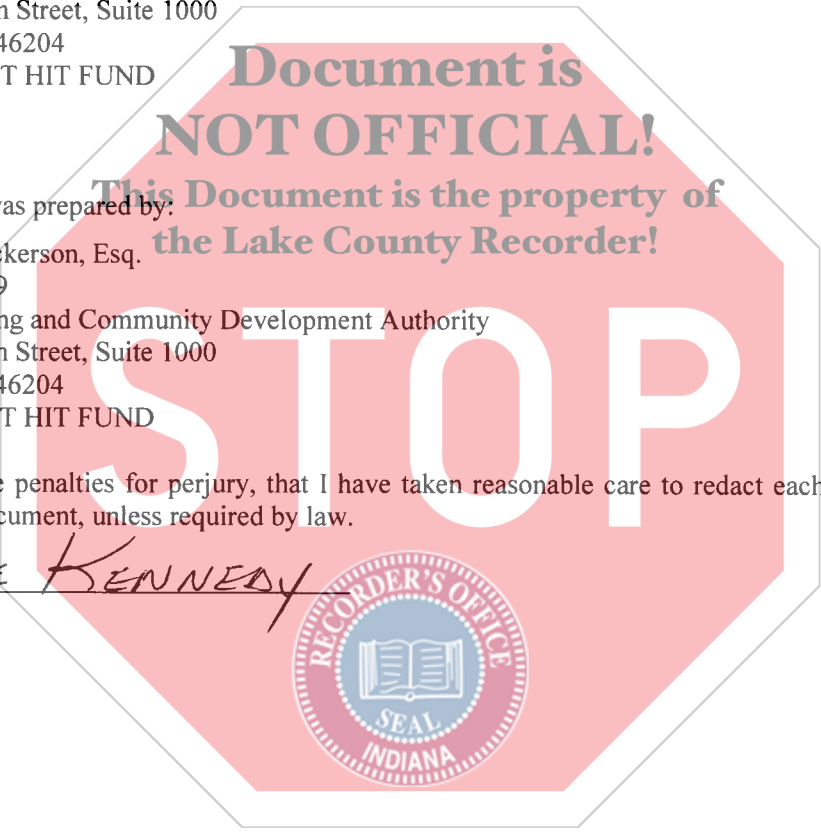 Street, Suite 1000
46204
T HIT FUND
Document is
NOT OFFICIAL!
This Document is the property of
the Lake County Recorder!
was prepared by:
kerson, Esq.
9
ng and Community Development Authority
Street, Suite 1000
46204
T HIT FUND
STOP
penalties for perjury, that I have taken reasonable care to redact each
cument, unless required by law.
E KENNEDY
RECORDER'S OFFICE
SEAL
INDIANA